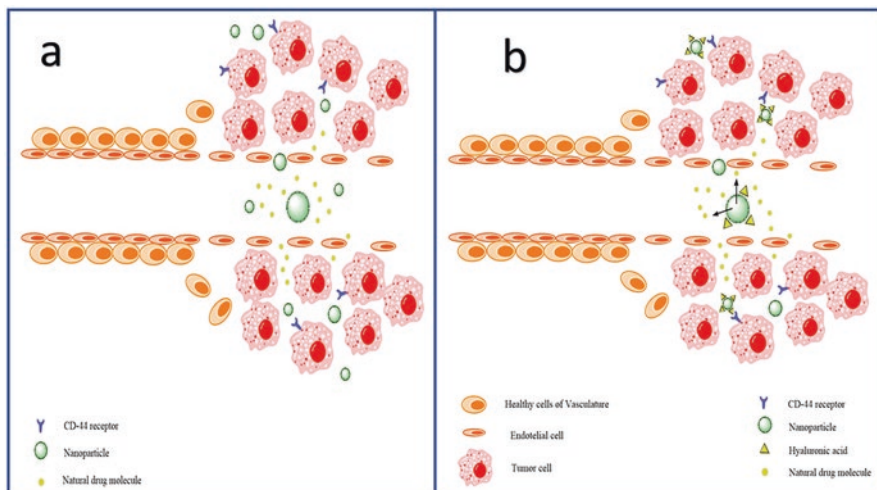 a
CD-44 receptor
Nanoparticle
Natural drug molecule
b
Healthy cells of Vasculature
Endotelial cell
Tumor cell
CD-44 receptor
Nanoparticle
Hyaluronic acid
Natural drug molecule